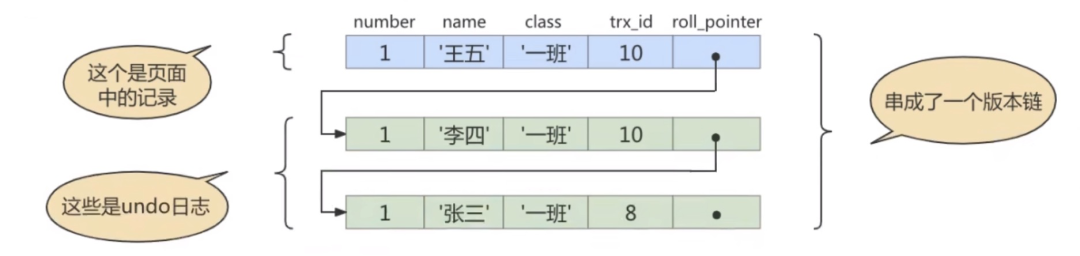 number name class trx_id roll_pointer
1 '王五' '一班' 10
这个是页面
中的记录
串成了一个版本链
1 '李四' '一班' 10
这些是undo日志
1 '张三' '一班' 8